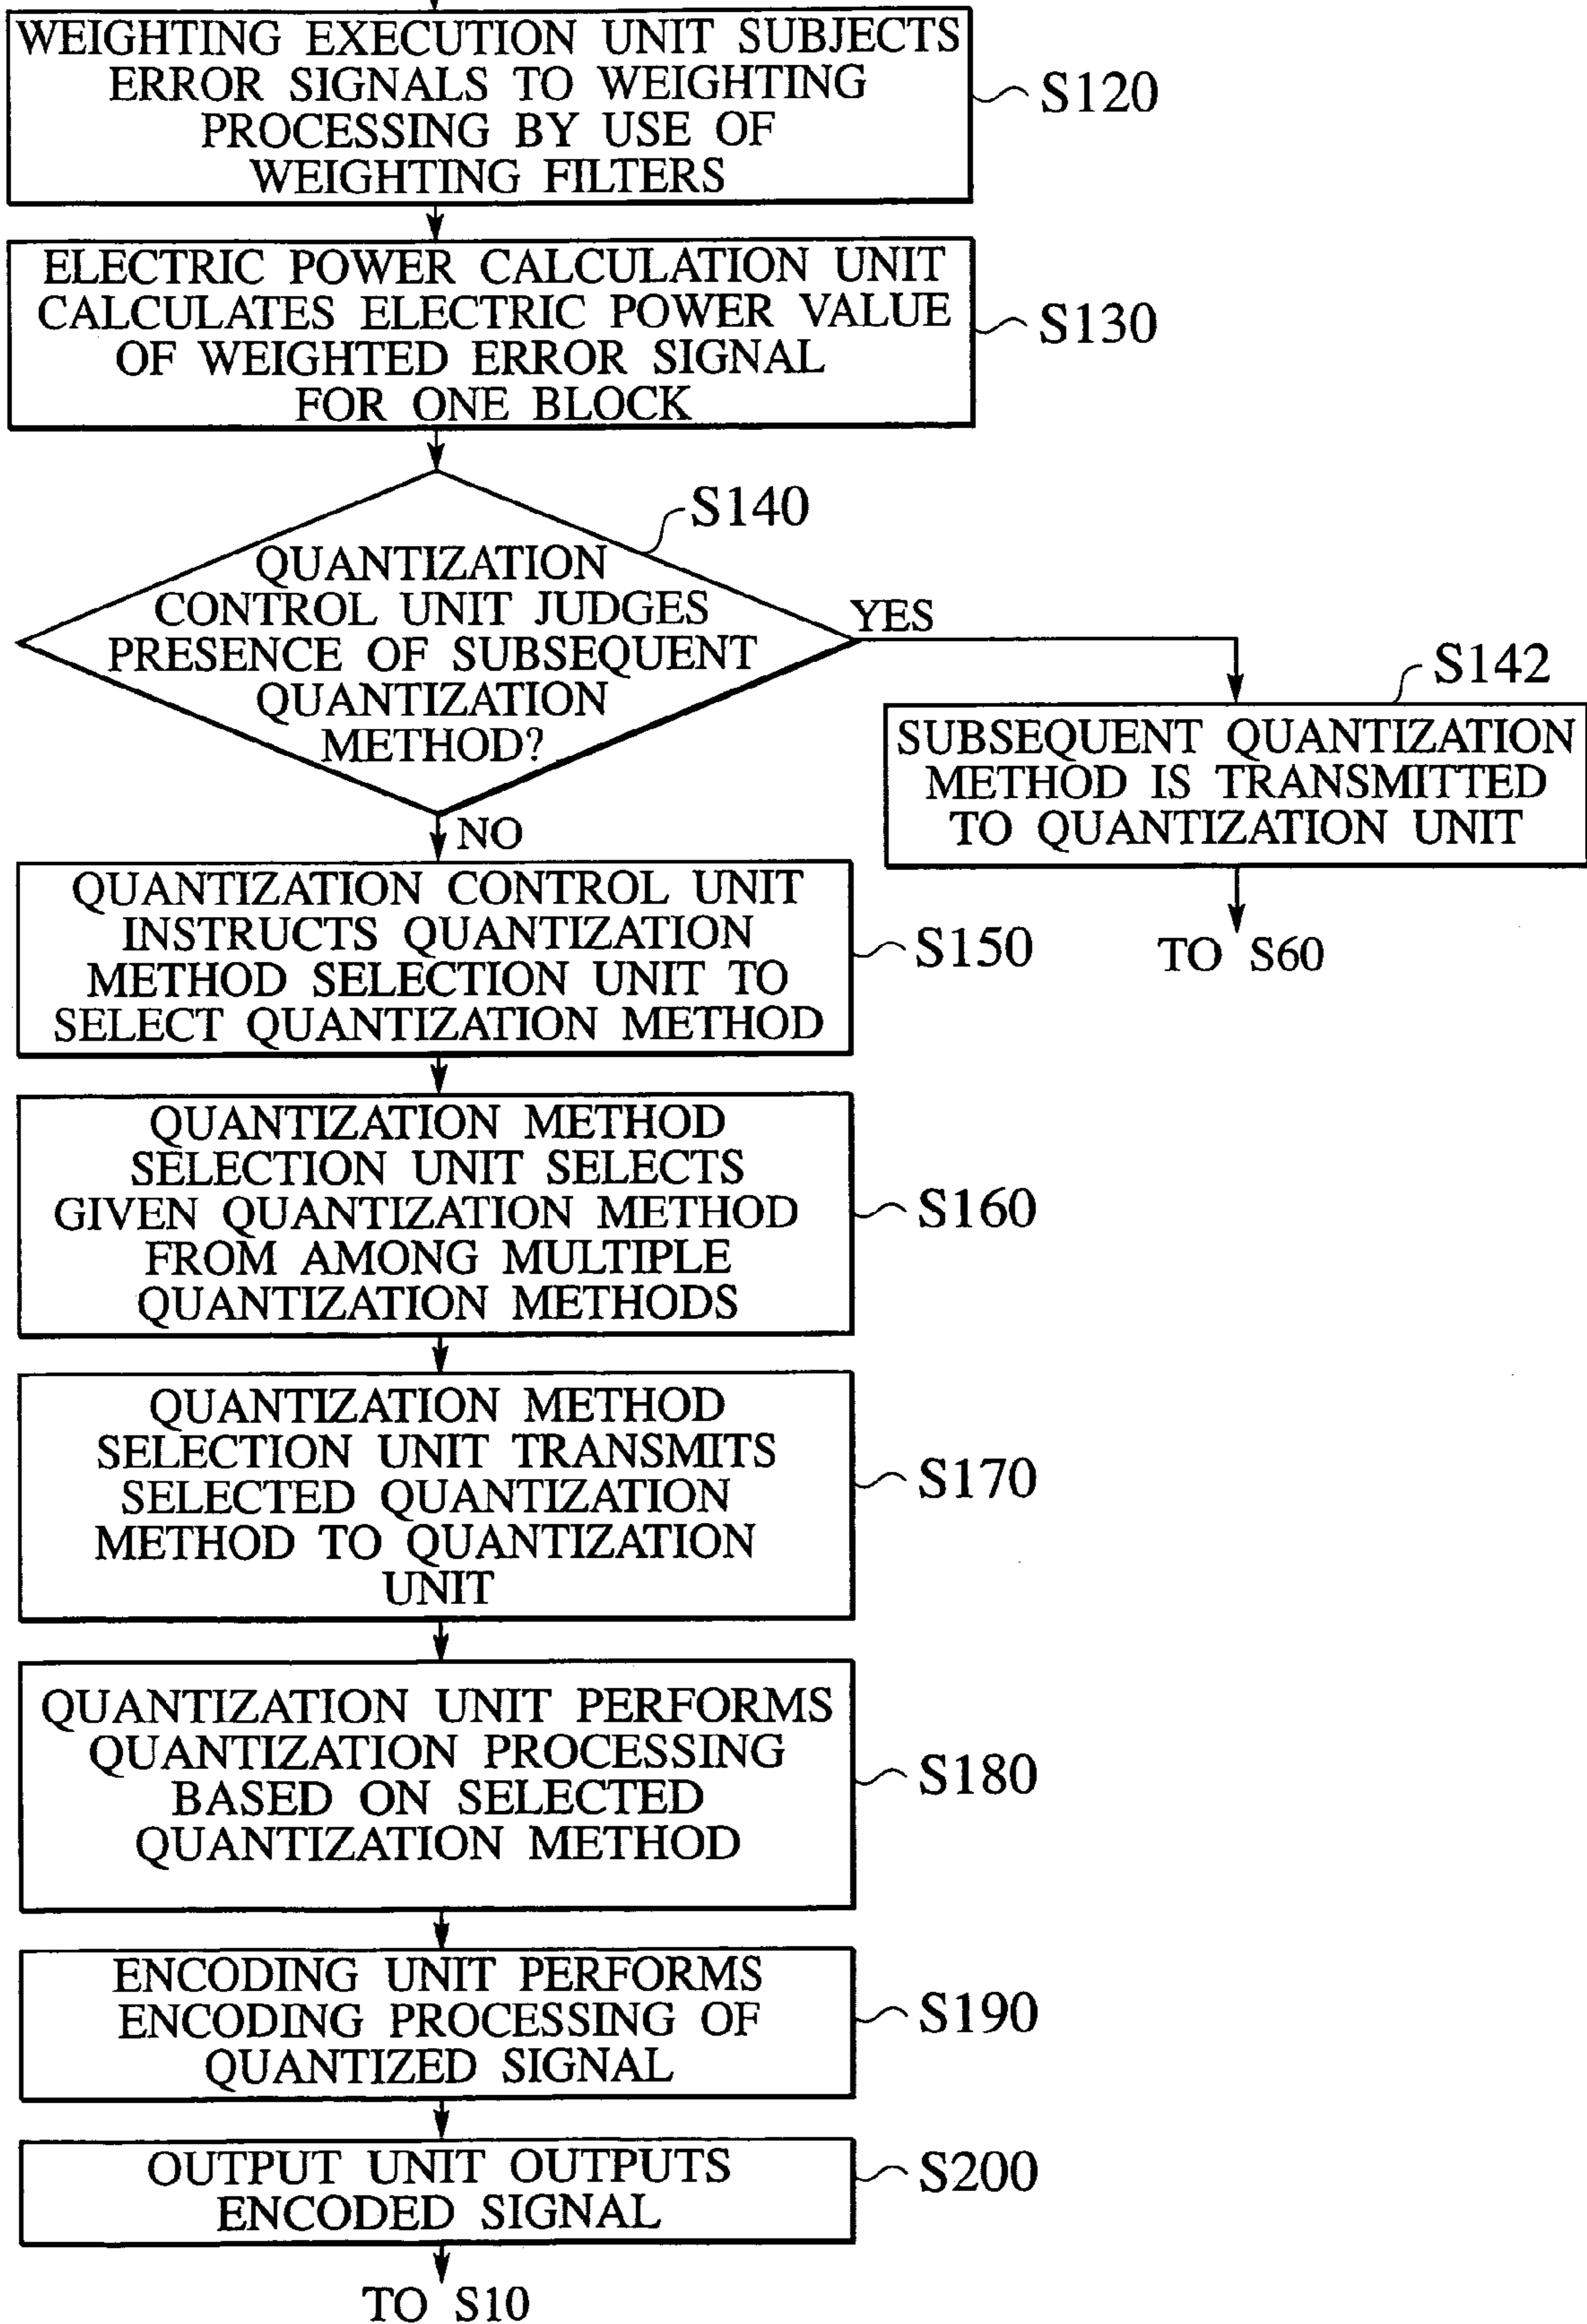 WEIGHTING EXECUTION UNIT SUBJECTS
ERROR SIGNALS TO WEIGHTING
PROCESSING BY USE OF
WEIGHTING FILTERS
S120
ELECTRIC POWER CALCULATION UNIT
CALCULATES ELECTRIC POWER VALUE
OF WEIGHTED ERROR SIGNAL
FOR ONE BLOCK
S130
S140
QUANTIZATION
CONTROL UNIT JUDGES
PRESENCE OF SUBSEQUENT
QUANTIZATION
METHOD?
YES
S142
SUBSEQUENT QUANTIZATION
METHOD IS TRANSMITTED
TO QUANTIZATION UNIT
TO S60
NO
QUANTIZATION CONTROL UNIT
INSTRUCTS QUANTIZATION
METHOD SELECTION UNIT TO
SELECT QUANTIZATION METHOD
S150
QUANTIZATION METHOD
SELECTION UNIT SELECTS
GIVEN QUANTIZATION METHOD
FROM AMONG MULTIPLE
QUANTIZATION METHODS
S160
QUANTIZATION METHOD
SELECTION UNIT TRANSMITS
SELECTED QUANTIZATION
METHOD TO QUANTIZATION
UNIT
S170
QUANTIZATION UNIT PERFORMS
QUANTIZATION PROCESSING
BASED ON SELECTED
QUANTIZATION METHOD
S180
ENCODING UNIT PERFORMS
ENCODING PROCESSING OF
QUANTIZED SIGNAL
S190
OUTPUT UNIT OUTPUTS
ENCODED SIGNAL
S200
TO S10